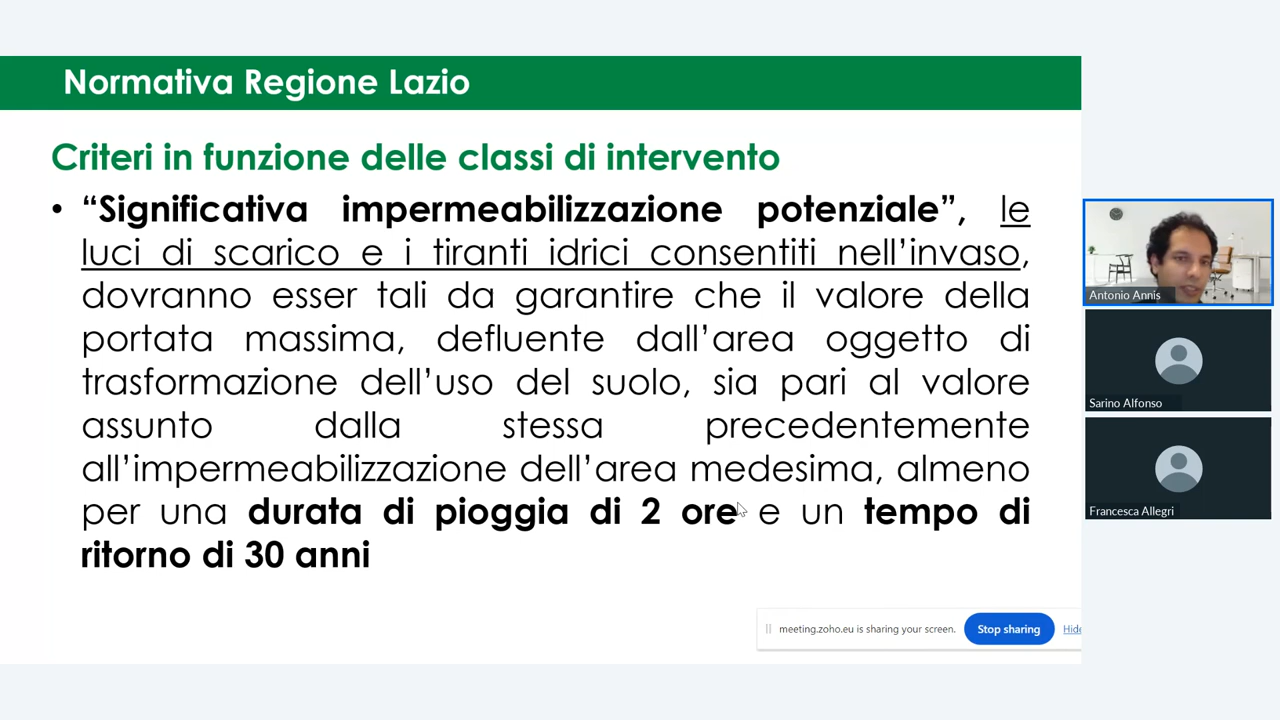 Normativa Regione Lazio
Criteri in funzione delle classi di intervento
• “Significativa impermeabilizzazione potenziale”, le
luci di scarico e i tiranti idrici consentiti nell’invaso,
dovranno esser tali da garantire che il valore della
portata massima, defluente dall’area oggetto di
trasformazione dell’uso del suolo, sia pari al valore
assunto dalla stessa precedentemente
all’impermeabilizzazione dell’area medesima, almeno
per una durata di pioggia di 2 ore e un tempo di
ritorno di 30 anni
meeting.zoho.eu is sharing your screen. Stop sharing Hide
Antonio Annis
Sarino Alfonso
Francesca Allegri